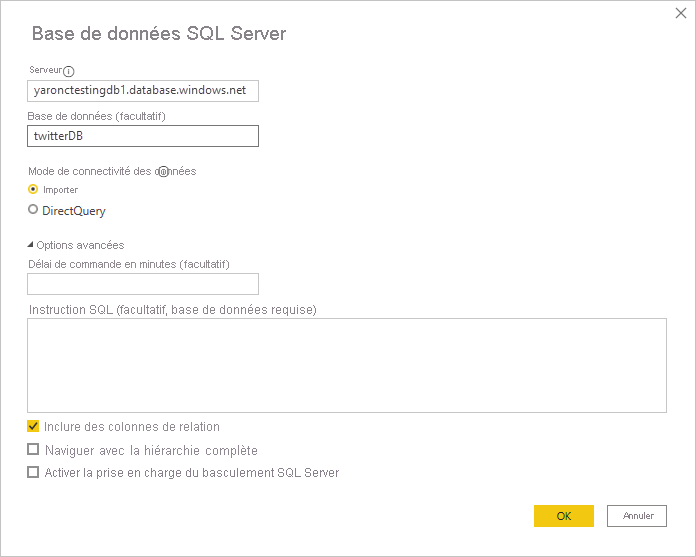 Base de données SQL Server
Serveur
yaronctestingdb1.database.windows.net
Base de données (facultatif)
twitterDB
Mode de connectivité des données
Importer
DirectQuery
Options avancées
Délai de commande en minutes (facultatif)
Instruction SQL (facultatif, base de données requise)
Inclure des colonnes de relation
Naviguer avec la hiérarchie complète
Activer la prise en charge du basculement SQL Server
OK
Annuler